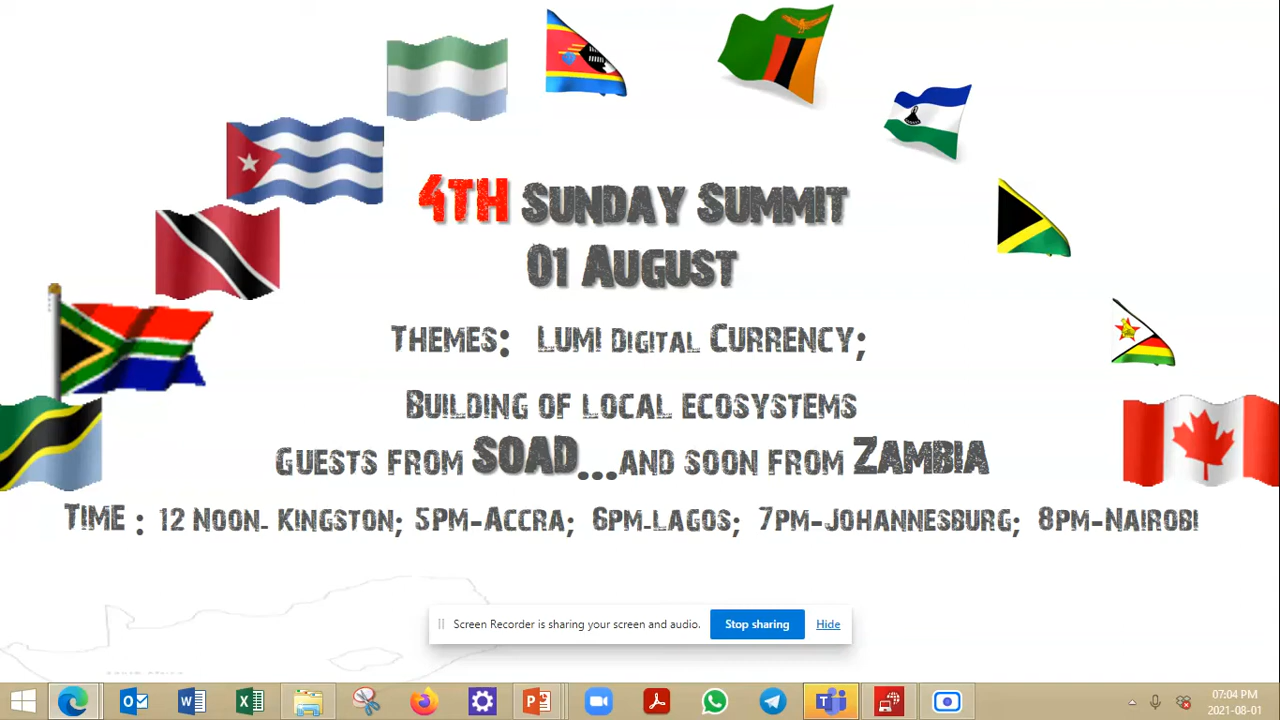 4TH SUNDAY SUMMIT
01 AUGUST
THEMES: LUMI DIGITAL CURRENCY;
BUILDING OF LOCAL ECOSYSTEMS
GUESTS FROM SOAD...AND SOON FROM ZAMBIA
TIME : 12 NOON- KINGSTON; 5PM-ACCRA; 6PM-LAGOS; 7PM-JOHANNESBURG; 8PM-NAIROBI
Screen Recorder is sharing your screen and audio. Stop sharing Hide
07:04 PM
2021-08-01